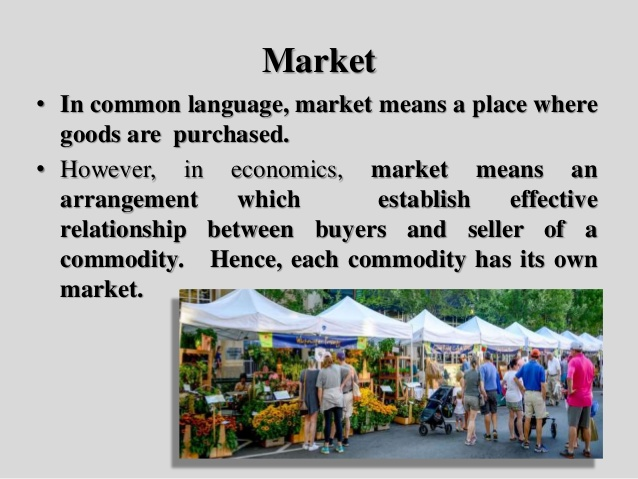 Market
• In common language, market means a place where
goods are purchased.
• However, in economics, market means an
arrangement which establish effective
relationship between buyers and seller of a
commodity. Hence, each commodity has its own
market.